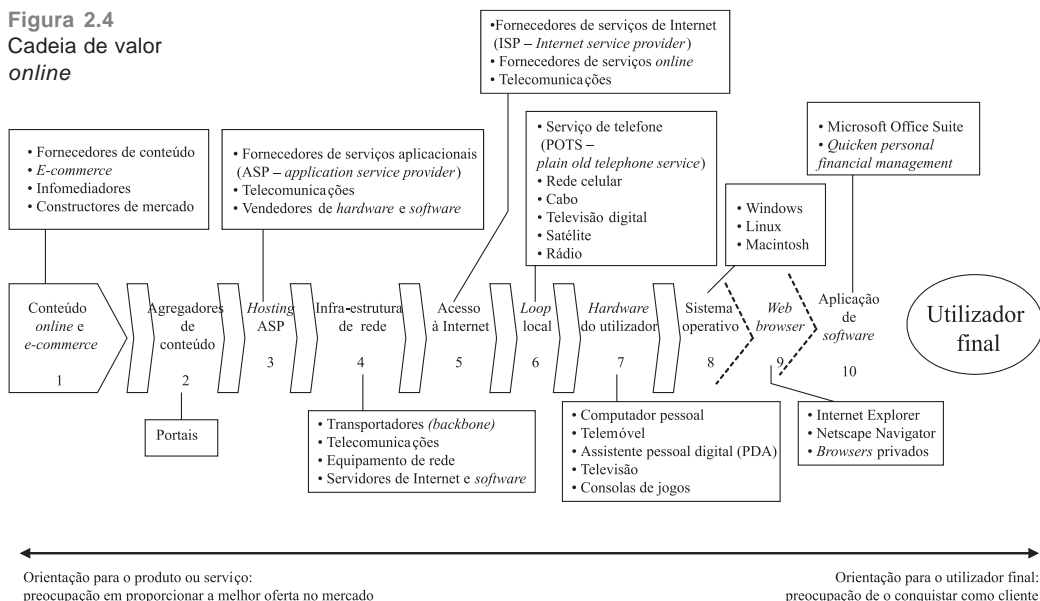 Figura 2.4
Cadeia de valor
online
•Fornecedores de serviços de Internet
(ISP – Internet service provider)
• Fornecedores de serviços online
• Telecomunicações
• Fornecedores de conteúdo
• E-commerce
• Infomediadores
• Constructores de mercado
• Fornecedores de serviços aplicacionais
(ASP – application service provider)
• Telecomunicações
• Vendedores de hardware e software
• Serviço de telefone
(POTS –
plain old telephone service)
• Rede celular
• Cabo
• Televisão digital
• Satélite
• Rádio
• Windows
• Linux
• Macintosh
• Microsoft Office Suite
• Quicken personal
financial management
Conteúdo
online e
e-commerce
1
Agregadores
de
conteúdo
2
Hosting
ASP
3
Infra-estrutura
de rede
4
Acesso
à Internet
5
Loop
local
6
Hardware
do utilizador
7
Sistema
operativo
8
Web
browser
9
Aplicação
de
software
10
Utilizador
final
Portais
• Transportadores (backbone)
• Telecomunicações
• Equipamento de rede
• Servidores de Internet e software
• Computador pessoal
• Telemóvel
• Assistente pessoal digital (PDA)
• Televisão
• Consolas de jogos
• Internet Explorer
• Netscape Navigator
• Browsers privados
Orientação para o produto ou serviço:
preocupação em proporcionar a melhor oferta no mercado
Orientação para o utilizador final:
preocupação de o conquistar como cliente